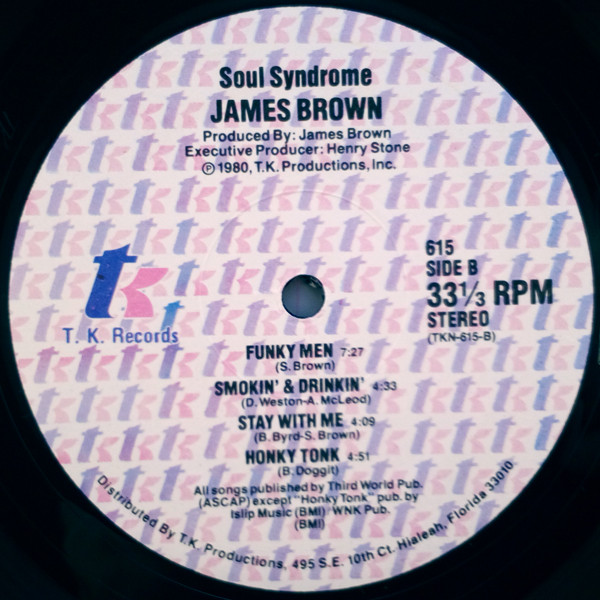 Soul Syndrome
JAMES BROWN
Produced By: James Brown
Executive Producer: Henry Stone
Ⓟ 1980, T.K. Productions, Inc.
tk
T. K. Records
615
SIDE B
33⅓ RPM
STEREO
(TKN-615-B)
FUNKY MEN 7:27
(S. Brown)
SMOKIN' & DRINKIN' 4:33
(D. Weston-A. McLeod)
STAY WITH ME 4:09
(B. Byrd-S. Brown)
HONKY TONK 4:51
(B. Doggit)
All songs published by Third World Pub.
(ASCAP) except "Honky Tonk" pub. by
Islip Music (BMI) WNK Pub.
(BMI)
Distributed By T.K. Productions, 495 S.E. 10th Ct. Hialeah, Florida 33010